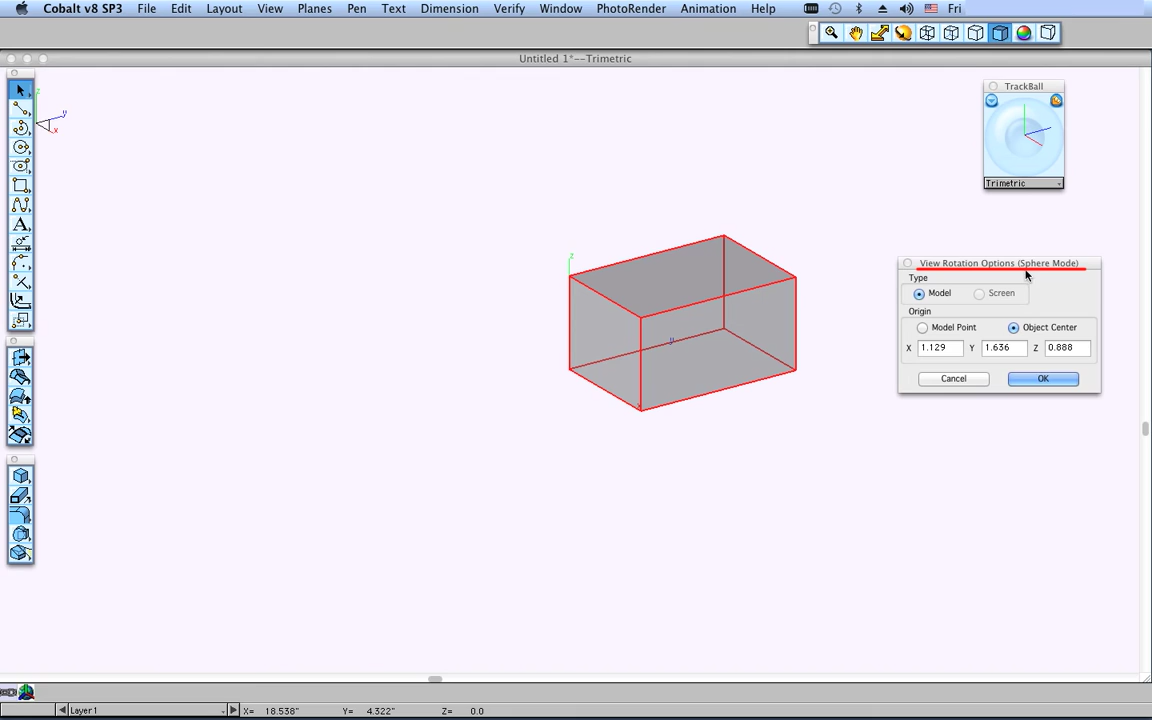 Cobalt v8 SP3 File Edit Layout View Insert Planes Pen Text Dimension Verify Window PhotoRender Animation Help Fri
Untitled 1*--Trimetric
z
y
x
TrackBall
Trimetric
z
y
x
View Rotation Options (Sphere Mode)
Type
Model Screen
Origin
Model Point Object Center
X 1.129 Y 1.636 Z 0.888
Cancel OK
A
Layer1 X= 18.538" Y= 4.322" Z= 0.0